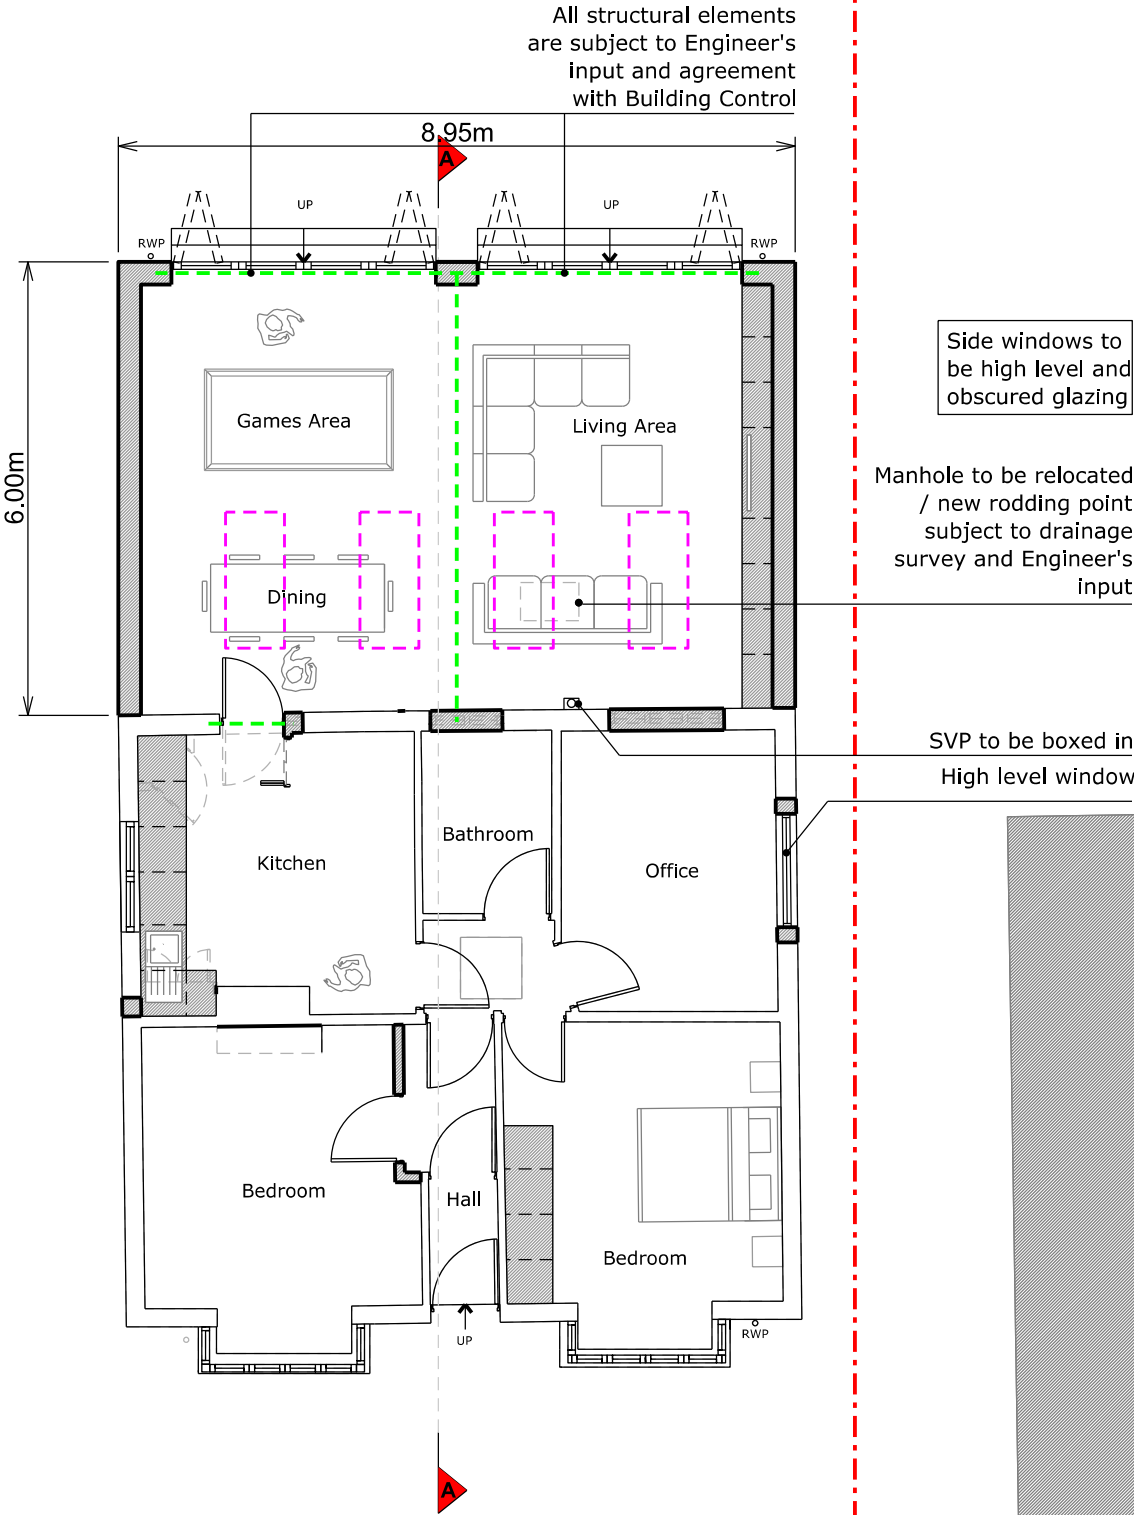 All structural elements
are subject to Engineer's
input and agreement
with Building Control
8.95m
A
UP
UP
RWP
RWP
Side windows to
be high level and
obscured glazing
Games Area
Living Area
6.00m
Manhole to be relocated
/ new rodding point
subject to drainage
survey and Engineer's
input
Dining
SVP to be boxed in
High level window
Bathroom
Kitchen
Office
Bedroom
Hall
Bedroom
UP
RWP
A